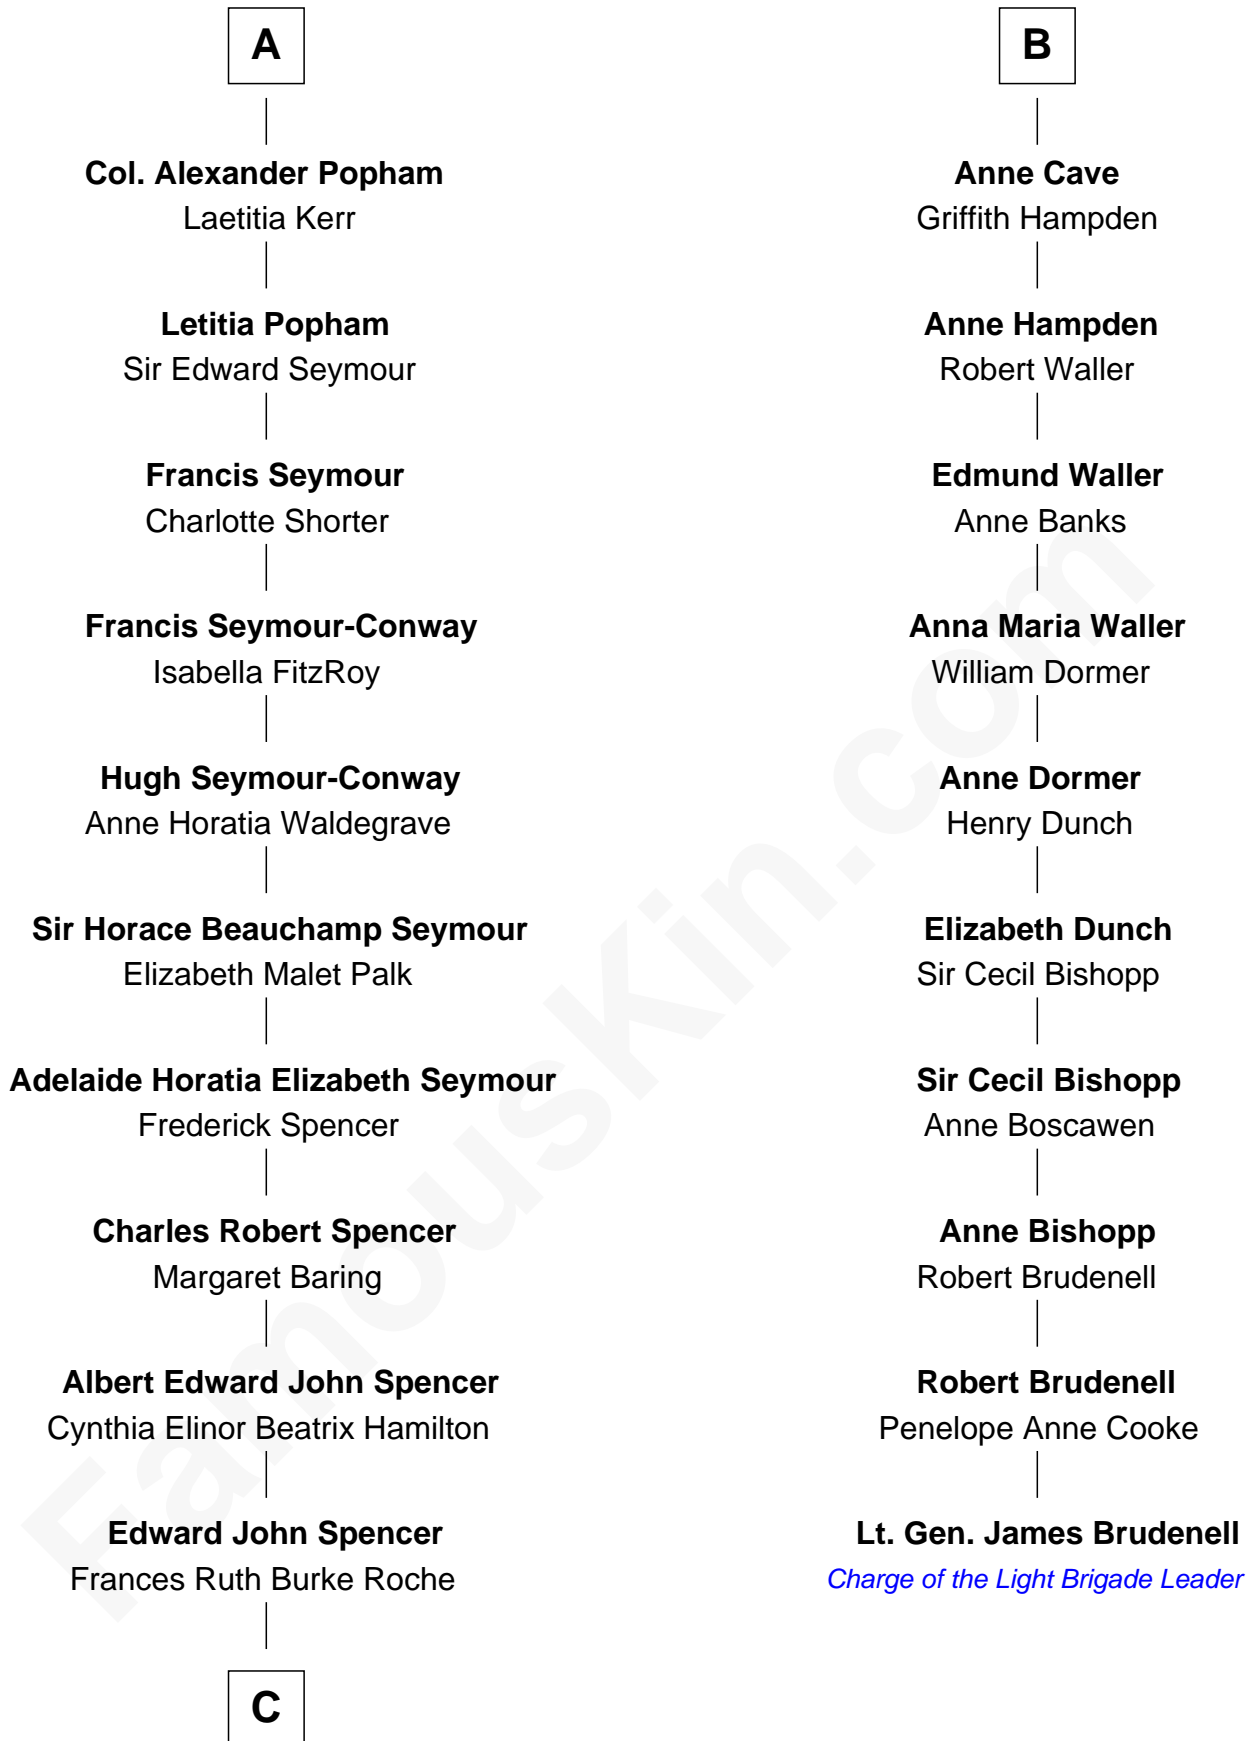 A
Col. Alexander Popham
Laetitia Kerr
Letitia Popham
Sir Edward Seymour
Francis Seymour
Charlotte Shorter
Francis Seymour-Conway
Isabella FitzRoy
Hugh Seymour-Conway
Anne Horatia Waldegrave
Sir Horace Beauchamp Seymour
Elizabeth Malet Palk
Adelaide Horatia Elizabeth Seymour
Frederick Spencer
Charles Robert Spencer
Margaret Baring
Albert Edward John Spencer
Cynthia Elinor Beatrix Hamilton
Edward John Spencer
Frances Ruth Burke Roche
C
B
Anne Cave
Griffith Hampden
Anne Hampden
Robert Waller
Edmund Waller
Anne Banks
Anna Maria Waller
William Dormer
Anne Dormer
Henry Dunch
Elizabeth Dunch
Sir Cecil Bishopp
Sir Cecil Bishopp
Anne Boscawen
Anne Bishopp
Robert Brudenell
Robert Brudenell
Penelope Anne Cooke
Lt. Gen. James Brudenell
Charge of the Light Brigade Leader
FamousKin.com